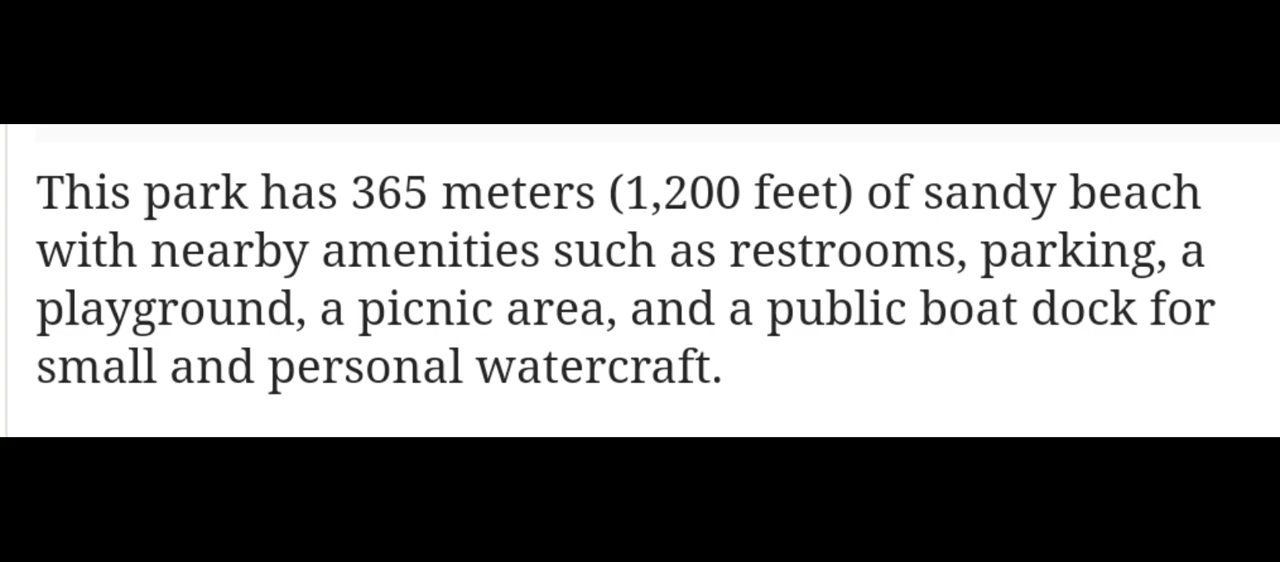 This park has 365 meters (1,200 feet) of sandy beach
with nearby amenities such as restrooms, parking, a
playground, a picnic area, and a public boat dock for
small and personal watercraft.